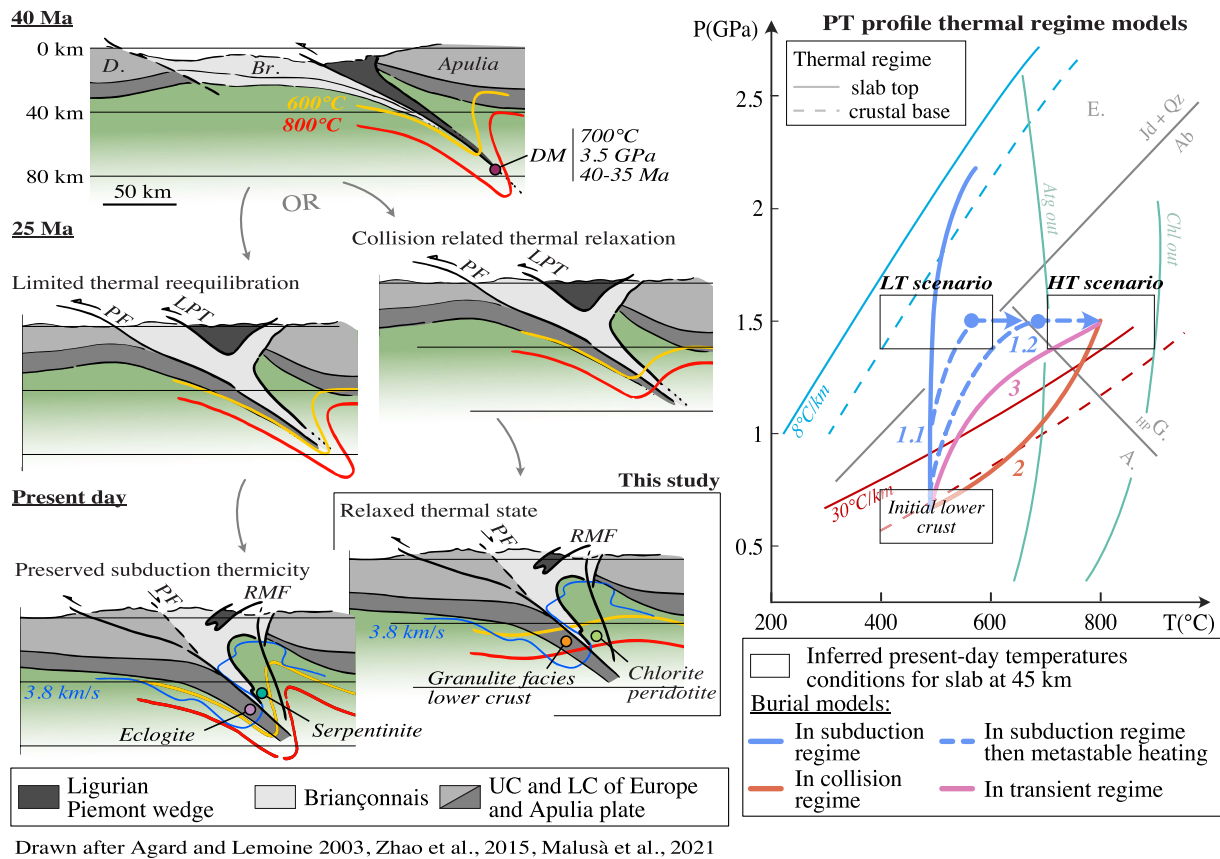 40 Ma
0 km
40 km
80 km
D.
Br.
Apulia
600°C
800°C
DM
700°C
3.5 GPa
40-35 Ma
50 km
OR
25 Ma
Limited thermal reequilibration
PF
LPT
Collision related thermal relaxation
PF
LPT
Present day
Preserved subduction thermicity
PF
RMF
3.8 km/s
Eclogite
Serpentinite
This study
Relaxed thermal state
PF
RMF
3.8 km/s
Granulite facies
lower crust
Chlorite
peridotite
Ligurian
Piemont wedge
Briançonnais
UC and LC of Europe
and Apulia plate
Drawn after Agard and Lemoine 2003, Zhao et al., 2015, Malusà et al., 2021
PT profile thermal regime models
P(GPa)
Thermal regime
slab top
crustal base
2.5
2
1.5
1
0.5
E.
Jd + Qz
Ab
Atg out
Chl out
LT scenario
HT scenario
1.2
3
1.1
2
8°C/km
30°C/km
HP G.
A.
Initial lower
crust
200
400
600
800
T(°C)
Inferred present-day temperatures
conditions for slab at 45 km
Burial models:
In subduction
regime
In subduction regime
then metastable heating
In collision
regime
In transient regime